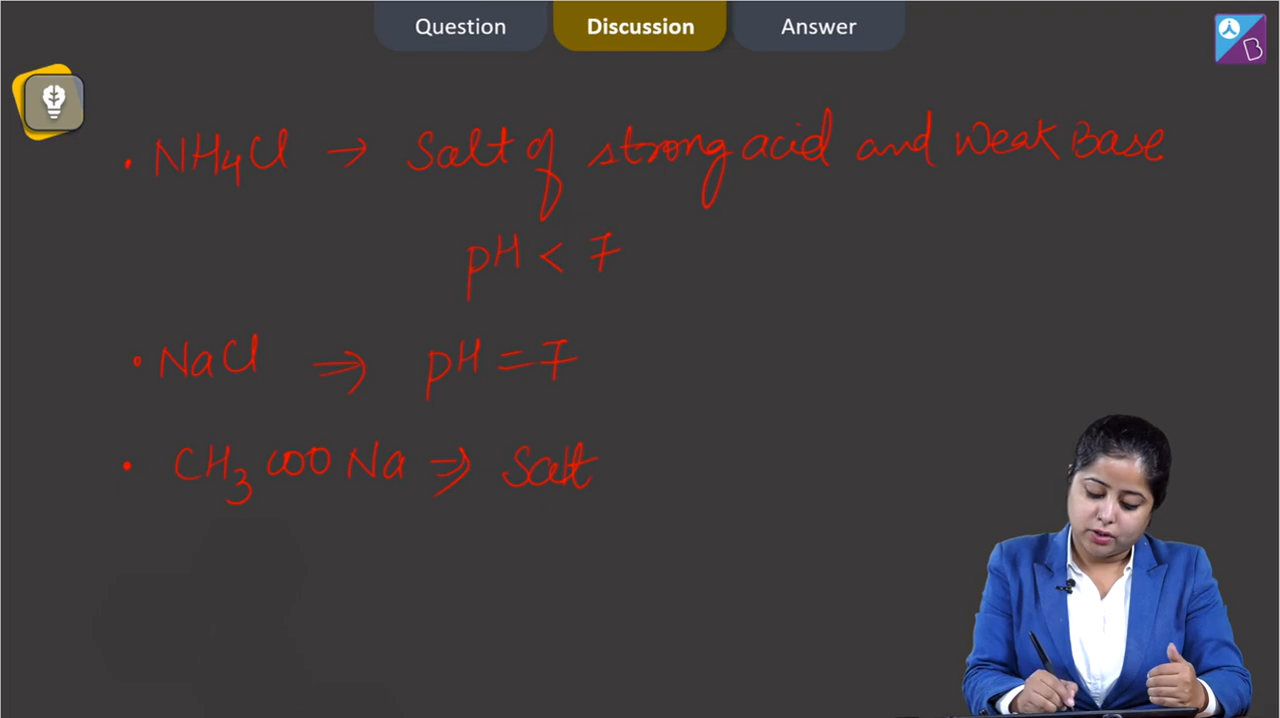 Question Discussion Answer
B
• NH4Cl → Salt of strong acid and Weak Base
pH < 7
• NaCl ⇒ pH = 7
• CH3COONa ⇒ Salt